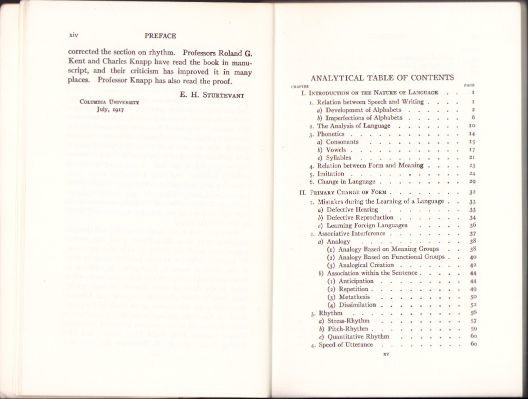 xiv PREFACE
corrected the section on rhythm. Professors Roland G.
Kent and Charles Knapp have read the book in manu-
script, and their criticism has improved it in many
places. Professor Knapp has also read the proof.
E. H. Sturtevant
Columbia University
July, 1917
ANALYTICAL TABLE OF CONTENTS
CHAPTER PAGE
I. Introduction on the Nature of Language . . 1
1. Relation between Speech and Writing . . . . 1
a) Development of Alphabets . . . . . . 2
b) Imperfections of Alphabets . . . . . . 6
2. The Analysis of Language . . . . . . . 10
3. Phonetics . . . . . . . . . . . 14
a) Consonants . . . . . . . . . . 15
b) Vowels . . . . . . . . . . . 17
c) Syllables . . . . . . . . . . 21
4. Relation between Form and Meaning . . . . 23
5. Imitation . . . . . . . . . . . 24
6. Change in Language . . . . . . . . 29
II. Primary Change of Form . . . . . . . 32
1. Mistakes during the Learning of a Language . . 33
a) Defective Hearing . . . . . . . . 33
b) Defective Reproduction . . . . . . . 34
c) Learning Foreign Languages . . . . . 36
2. Associative Interference . . . . . . . . 37
a) Analogy . . . . . . . . . . . 38
(1) Analogy Based on Meaning Groups . . 38
(2) Analogy Based on Functional Groups . . 40
(3) Analogical Creation . . . . . . . 42
b) Association within the Sentence . . . . . 44
(1) Anticipation . . . . . . . . . 44
(2) Repetition . . . . . . . . . . 49
(3) Metathesis . . . . . . . . . 50
(4) Dissimilation . . . . . . . . . 52
3. Rhythm . . . . . . . . . . . 56
a) Stress-Rhythm . . . . . . . . . 57
b) Pitch-Rhythm . . . . . . . . . . 59
c) Quantitative Rhythm . . . . . . . 60
4. Speed of Utterance . . . . . . . . . 60
xv